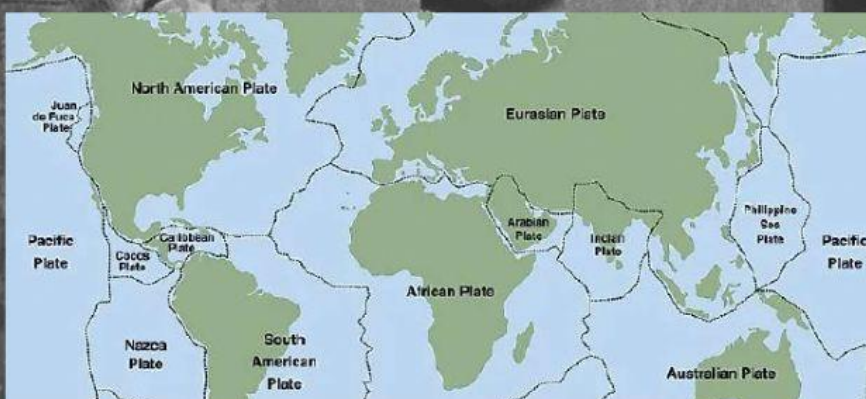 North American Plate
Juan
de Fuca
Plate
Eurasian Plate
Pacific
Plate
Cocos
Plate
Caribbean
Plate
Arabian
Plate
Indian
Plate
Philippine
Sea
Plate
Pacific
Plate
African Plate
Nazca
Plate
South
American
Plate
Australian Plate